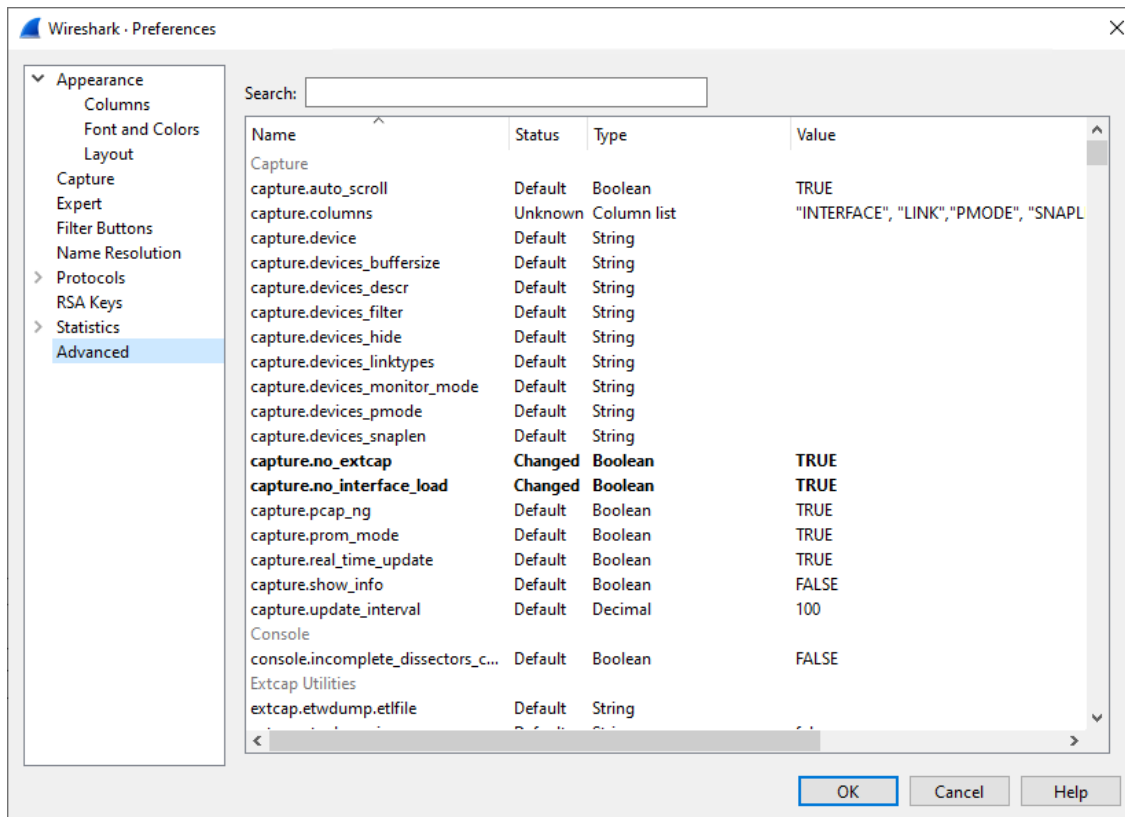 Wireshark · Preferences
Appearance
Columns
Font and Colors
Layout
Capture
Expert
Filter Buttons
Name Resolution
Protocols
RSA Keys
Statistics
Advanced
Search:
Name Status Type Value
Capture
capture.auto_scroll Default Boolean TRUE
capture.columns Unknown Column list "INTERFACE", "LINK","PMODE", "SNAPL
capture.device Default String
capture.devices_buffersize Default String
capture.devices_descr Default String
capture.devices_filter Default String
capture.devices_hide Default String
capture.devices_linktypes Default String
capture.devices_monitor_mode Default String
capture.devices_pmode Default String
capture.devices_snaplen Default String
capture.no_extcap Changed Boolean TRUE
capture.no_interface_load Changed Boolean TRUE
capture.pcap_ng Default Boolean TRUE
capture.prom_mode Default Boolean TRUE
capture.real_time_update Default Boolean TRUE
capture.show_info Default Boolean FALSE
capture.update_interval Default Decimal 100
Console
console.incomplete_dissectors_c... Default Boolean FALSE
Extcap Utilities
extcap.etwdump.etlfile Default String
OK Cancel Help